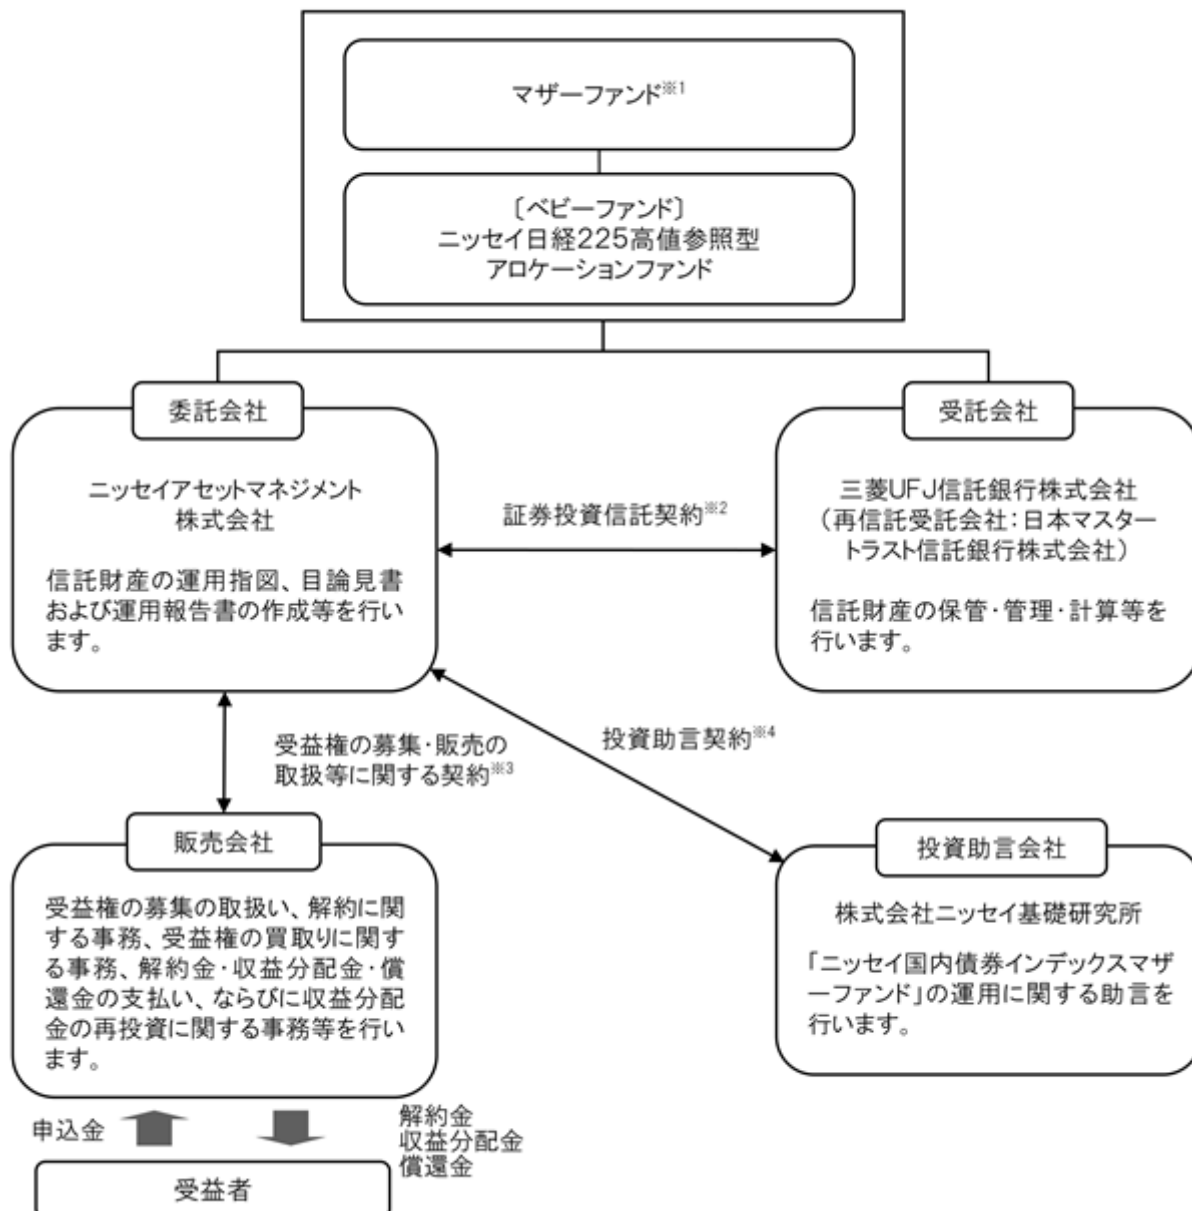 マザーファンド※1
〔ベビーファンド〕
ニッセイ日経225高値参照型
アロケーションファンド
委託会社
ニッセイアセットマネジメント
株式会社
信託財産の運用指図、目論見書
および運用報告書の作成等を行い
ます。
証券投資信託契約※2
受託会社
三菱UFJ信託銀行株式会社
（再信託受託会社：日本マスター
トラスト信託銀行株式会社）
信託財産の保管・管理・計算等を
行います。
受益権の募集・販売の
取扱等に関する契約※3
投資助言契約※4
販売会社
受益権の募集の取扱い、解約に関
する事務、受益権の買取りに関す
る事務、解約金・収益分配金・償
還金の支払い、ならびに収益分配
金の再投資に関する事務等を行い
ます。
投資助言会社
株式会社ニッセイ基礎研究所
「ニッセイ国内債券インデックスマザ
ーファンド」の運用に関する助言を
行います。
申込金
解約金
収益分配金
償還金
受益者